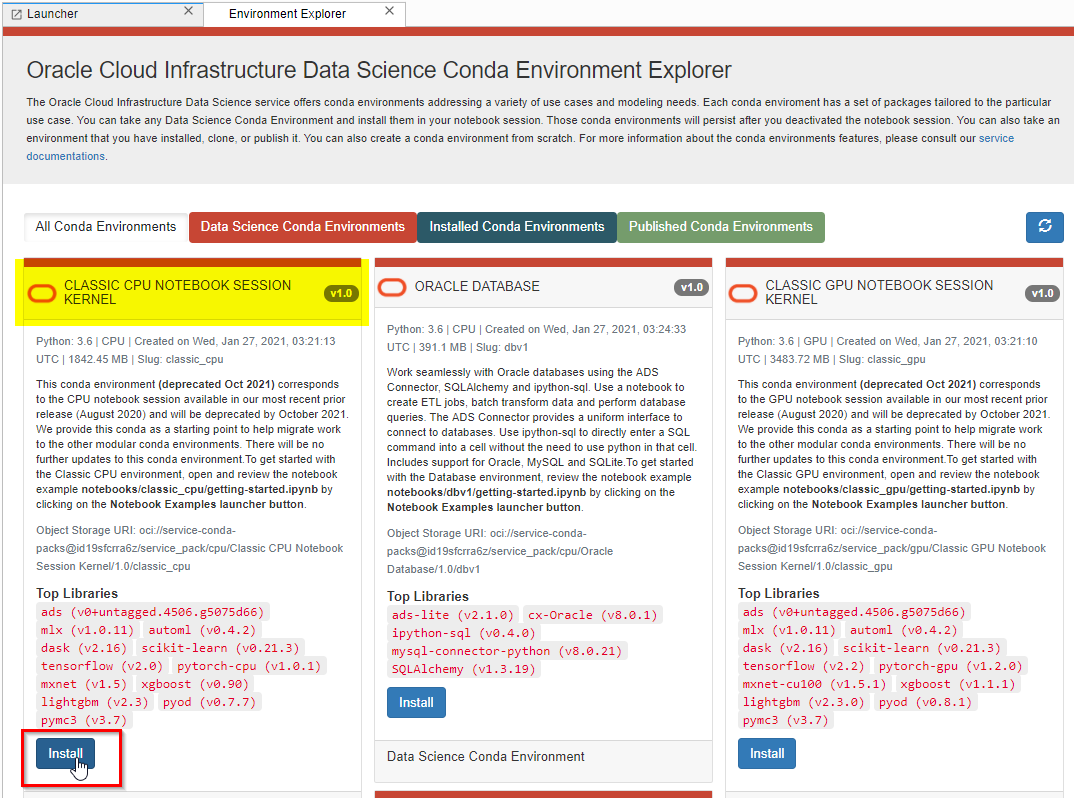 Launcher
Environment Explorer
Oracle Cloud Infrastructure Data Science Conda Environment Explorer
The Oracle Cloud Infrastructure Data Science service offers conda environments addressing a variety of use cases and modeling needs. Each conda enviroment has a set of packages tailored to the particular
use case. You can take any Data Science Conda Environment and install them in your notebook session. Those conda environments will persist after you deactivated the notebook session. You can also take an
environment that you have installed, clone, or publish it. You can also create a conda environment from scratch. For more information about the conda environments features, please consult our service
documentations.
All Conda Environments
Data Science Conda Environments
Installed Conda Environments
Published Conda Environments
CLASSIC CPU NOTEBOOK SESSION
KERNEL
v1.0
Python: 3.6 | CPU | Created on Wed, Jan 27, 2021, 03:21:13
UTC | 1842.45 MB | Slug: classic_cpu
This conda environment (deprecated Oct 2021) corresponds
to the CPU notebook session available in our most recent prior
release (August 2020) and will be deprecated by October 2021.
We provide this conda as a starting point to help migrate work
to the other modular conda environments. There will be no
further updates to this conda environment.To get started with
the Classic CPU environment, open and review the notebook
example notebooks/classic_cpu/getting-started.ipynb by
clicking on the Notebook Examples launcher button.
Object Storage URI: oci://service-conda-
packs@id19sfcrra6z/service_pack/cpu/Classic CPU Notebook
Session Kernel/1.0/classic_cpu
Top Libraries
ads (v0+untagged.4506.g5075d66)
mlx (v1.0.11) automl (v0.4.2)
dask (v2.16) scikit-learn (v0.21.3)
tensorflow (v2.0) pytorch-cpu (v1.0.1)
mxnet (v1.5) xgboost (v0.90)
lightgbm (v2.3) pyod (v0.7.7)
pymc3 (v3.7)
Install
ORACLE DATABASE
v1.0
Python: 3.6 | CPU | Created on Wed, Jan 27, 2021, 03:24:33
UTC | 391.1 MB | Slug: dbv1
Work seamlessly with Oracle databases using the ADS
Connector, SQLAlchemy and ipython-sql. Use a notebook to
create ETL jobs, batch transform data and perform database
queries. The ADS Connector provides a uniform interface to
connect to databases. Use ipython-sql to directly enter a SQL
command into a cell without the need to use python in that cell.
Includes support for Oracle, MySQL and SQLite.To get started
with the Database environment, review the notebook example
notebooks/dbv1/getting-started.ipynb by clicking on the
Notebook Examples launcher button.
Object Storage URI: oci://service-conda-
packs@id19sfcrra6z/service_pack/cpu/Oracle
Database/1.0/dbv1
Top Libraries
ads-lite (v2.1.0) cx-Oracle (v8.0.1)
ipython-sql (v0.4.0)
mysql-connector-python (v8.0.21)
SQLAlchemy (v1.3.19)
Install
Data Science Conda Environment
CLASSIC GPU NOTEBOOK SESSION
KERNEL
v1.0
Python: 3.6 | GPU | Created on Wed, Jan 27, 2021, 03:21:10
UTC | 3483.72 MB | Slug: classic_gpu
This conda environment (deprecated Oct 2021) corresponds
to the GPU notebook session available in our most recent prior
release (August 2020) and will be deprecated by October 2021.
We provide this conda as a starting point to help migrate work
to the other modular conda environments. There will be no
further updates to this conda environment.To get started with
the Classic GPU environment, open and review the notebook
example notebooks/classic_gpu/getting-started.ipynb by
clicking on the Notebook Examples launcher button.
Object Storage URI: oci://service-conda-
packs@id19sfcrra6z/service_pack/gpu/Classic GPU Notebook
Session Kernel/1.0/classic_gpu
Top Libraries
ads (v0+untagged.4506.g5075d66)
mlx (v1.0.11) automl (v0.4.2)
dask (v2.16) scikit-learn (v0.21.3)
tensorflow (v2.2) pytorch-gpu (v1.2.0)
mxnet-cu100 (v1.5.1) xgboost (v1.1.1)
lightgbm (v2.3.0) pyod (v0.8.1)
pymc3 (v3.7)
Install